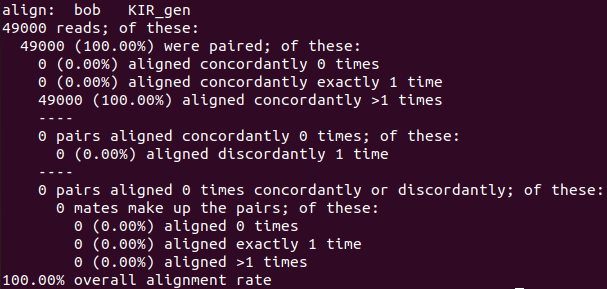 align:  bob   KIR_gen
49000 reads; of these:
  49000 (100.00%) were paired; of these:
    0 (0.00%) aligned concordantly 0 times
    0 (0.00%) aligned concordantly exactly 1 time
    49000 (100.00%) aligned concordantly >1 times
    ----
    0 pairs aligned concordantly 0 times; of these:
      0 (0.00%) aligned discordantly 1 time
    ----
    0 pairs aligned 0 times concordantly or discordantly; of these:
      0 mates make up the pairs; of these:
        0 (0.00%) aligned 0 times
        0 (0.00%) aligned exactly 1 time
        0 (0.00%) aligned >1 times
100.00% overall alignment rate